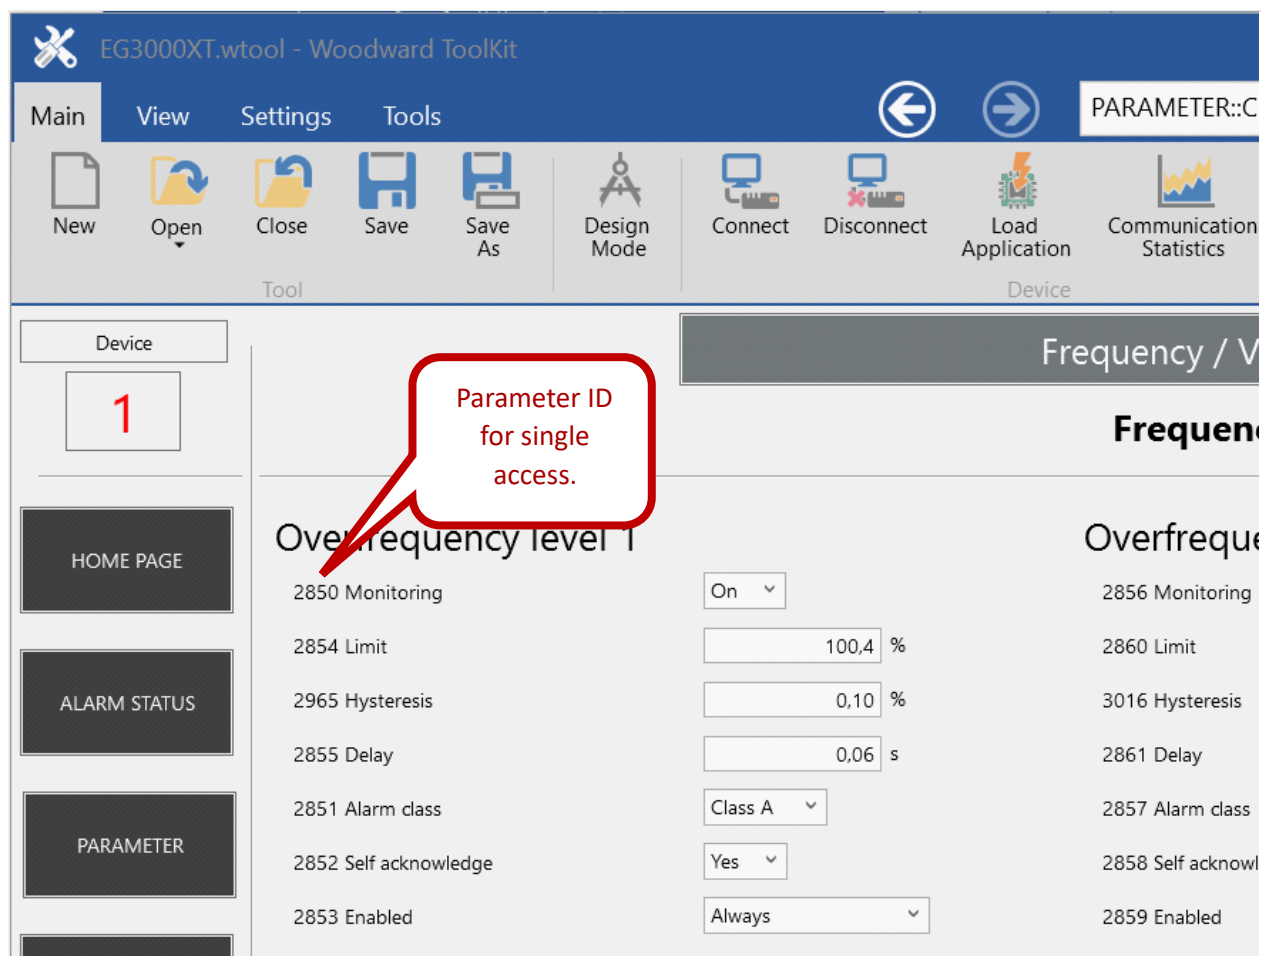 EG3000XT.wtool - Woodward ToolKit
Main View Settings Tools
PARAMETER::C
New Open Close Save Save As Design Mode Connect Disconnect Load Application Communication Statistics
Tool Device
Device
1
Frequency / V
Parameter ID
for single
access.
HOME PAGE
ALARM STATUS
PARAMETER
Overfrequency level 1
2850 Monitoring On
2854 Limit 100,4 %
2965 Hysteresis 0,10 %
2855 Delay 0,06 s
2851 Alarm class Class A
2852 Self acknowledge Yes
2853 Enabled Always
2856 Monitoring
2860 Limit
3016 Hysteresis
2861 Delay
2857 Alarm class
2858 Self
2859 Enabled